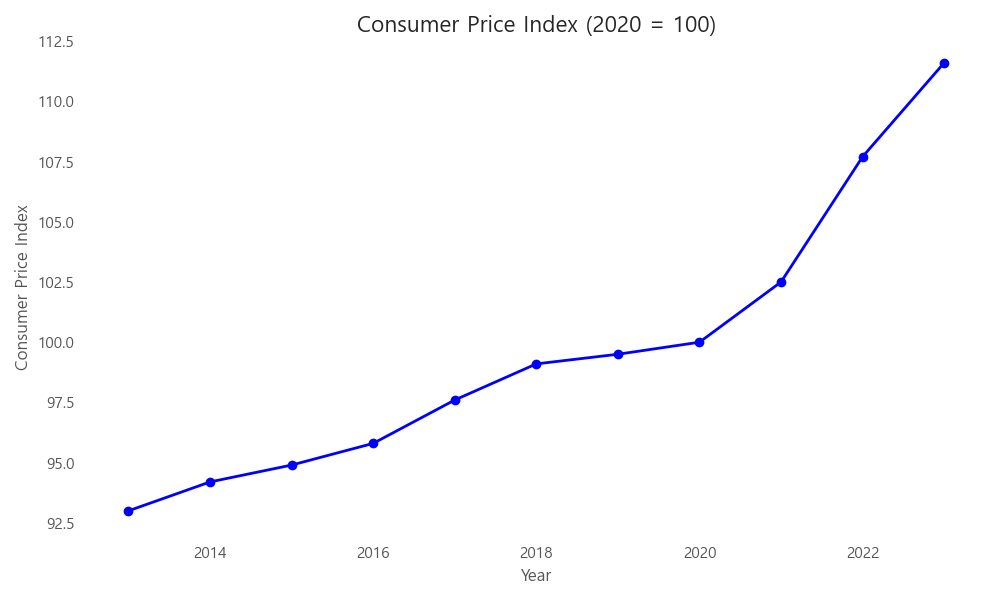 Consumer Price Index (2020 = 100)
112.5
110.0
107.5
105.0
102.5
100.0
97.5
95.0
92.5
Consumer Price Index
2014 2016 2018 2020 2022
Year